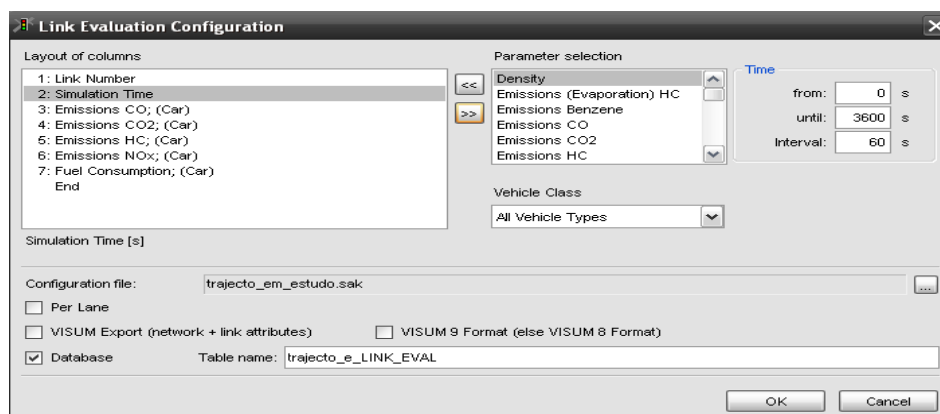 Link Evaluation Configuration
Layout of columns
1: Link Number
2: Simulation Time
3: Emissions CO; (Car)
4: Emissions CO2; (Car)
5: Emissions HC; (Car)
6: Emissions NOx; (Car)
7: Fuel Consumption; (Car)
End
Simulation Time [s]
<<
>>
Parameter selection
Density
Emissions (Evaporation) HC
Emissions Benzene
Emissions CO
Emissions CO2
Emissions HC
Vehicle Class
All Vehicle Types
Time
from: 0 s
until: 3600 s
Interval: 60 s
Configuration file: trajecto_em_estudo.sak ...
Per Lane
VISUM Export (network + link attributes) VISUM 9 Format (else VISUM 8 Format)
Database Table name: trajecto_e_LINK_EVAL
OK Cancel